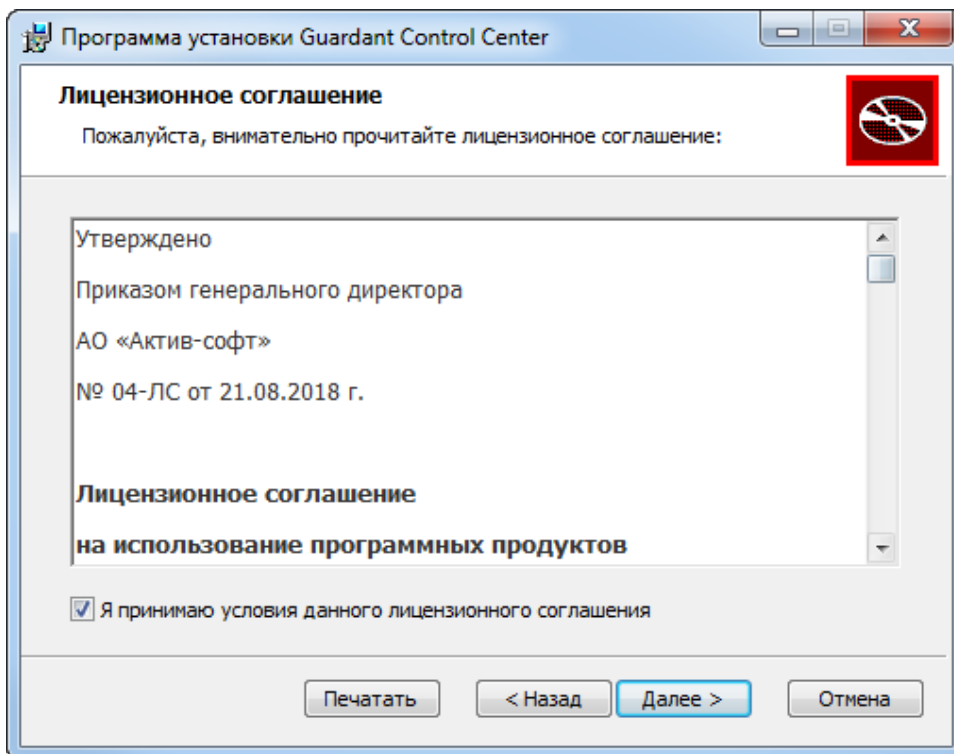 Программа установки Guardant Control Center
Лицензионное соглашение
Пожалуйста, внимательно прочитайте лицензионное соглашение:
Утверждено
Приказом генерального директора
АО «Актив-софт»
№ 04-ЛС от 21.08.2018 г.
Лицензионное соглашение
на использование программных продуктов
Я принимаю условия данного лицензионного соглашения
Печатать
< Назад
Далее >
Отмена